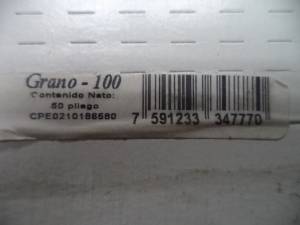 Grano - 100
Contenido Neto:
50 pliego
CPE0210186580
7 591233 347770